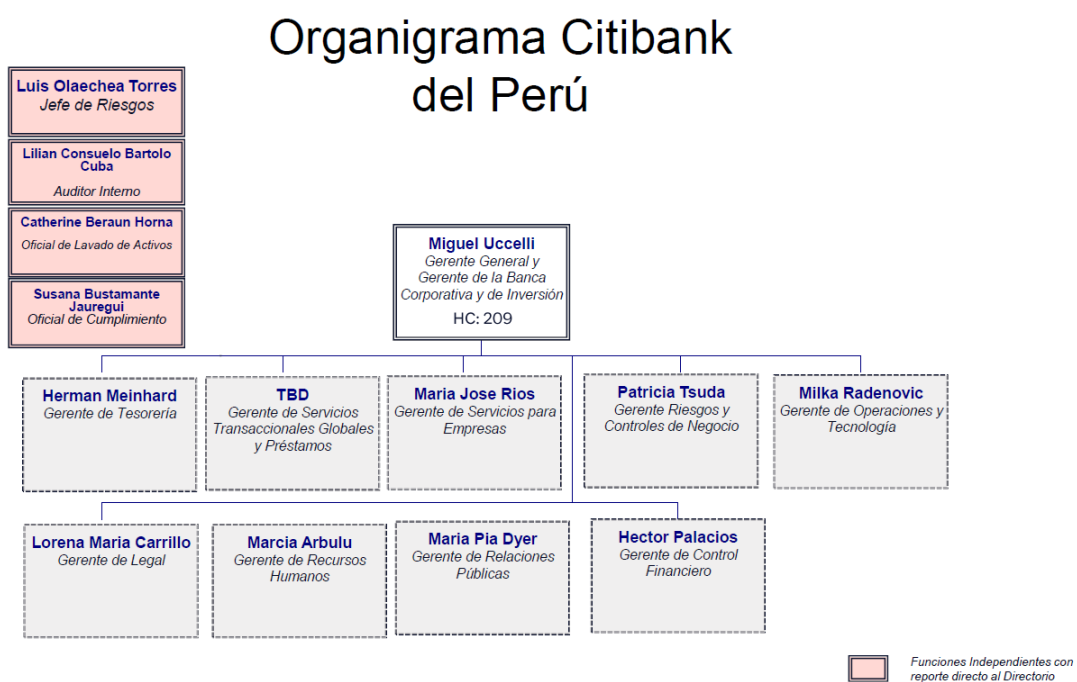 Organigrama Citibank
del Perú
Luis Olaechea Torres
Jefe de Riesgos
Lilian Consuelo Bartolo
Cuba
Auditor Interno
Catherine Beraun Horna
Oficial de Lavado de Activos
Susana Bustamante
Jauregui
Oficial de Cumplimiento
Miguel Uccelli
Gerente General y
Gerente de la Banca
Corporativa y de Inversión
HC: 209
Herman Meinhard
Gerente de Tesorería
TBD
Gerente de Servicios
Transaccionales Globales
y Préstamos
Maria Jose Rios
Gerente de Servicios para
Empresas
Patricia Tsuda
Gerente Riesgos y
Controles de Negocio
Milka Radenovic
Gerente de Operaciones y
Tecnología
Lorena Maria Carrillo
Gerente de Legal
Marcia Arbulu
Gerente de Recursos
Humanos
Maria Pia Dyer
Gerente de Relaciones
Públicas
Hector Palacios
Gerente de Control
Financiero
Funciones Independientes con
reporte directo al Directorio